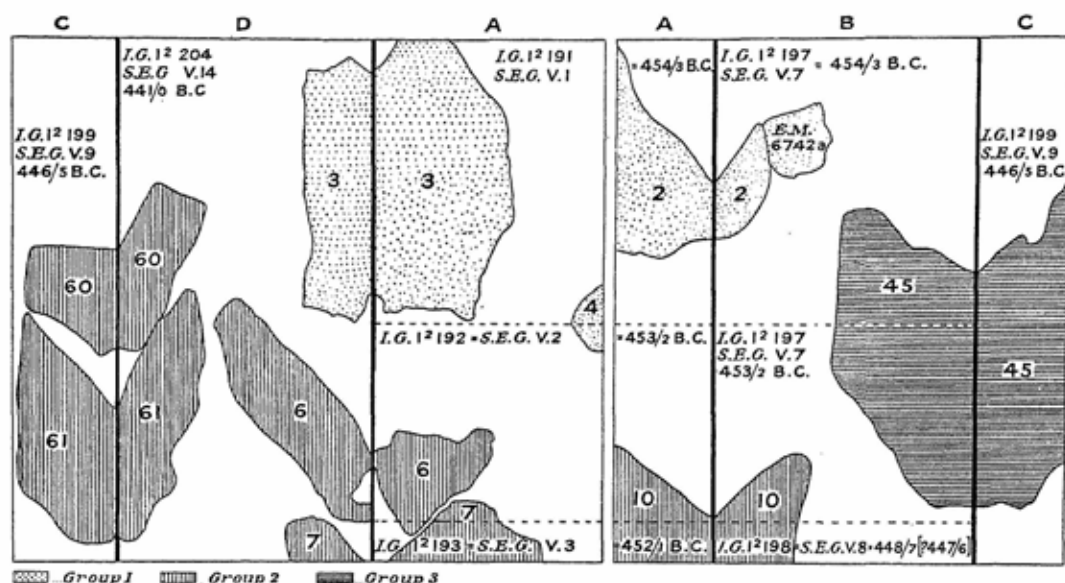 C D A A B C
I.G. I² 204
S.E.G V.14
441/0 B.C
I.G. I² 191
S.E.G. V.1
= 454/3 B.C.
I.G. I² 197
S.E.G. V.7 = 454/3 B.C.
E.M.
6742a
I.G. I² 199
S.E.G. V.9
446/5 B.C.
I.G. I² 199
S.E.G. V.9
446/5 B.C
3 3 2 2
60 60 45
4
I.G. I² 192 = S.E.G. V.2 = 453/2 B.C.
I.G. I² 197
S.E.G. V.7
453/2 B.C.
45
61 61 6
6
7
10 10
7
I.G. I² 193 = S.E.G. V.3 = 452/1 B.C.
I.G. I² 198 = S.E.G. V.8 = 448/7 [?447/6]
Group 1 Group 2 Group 3